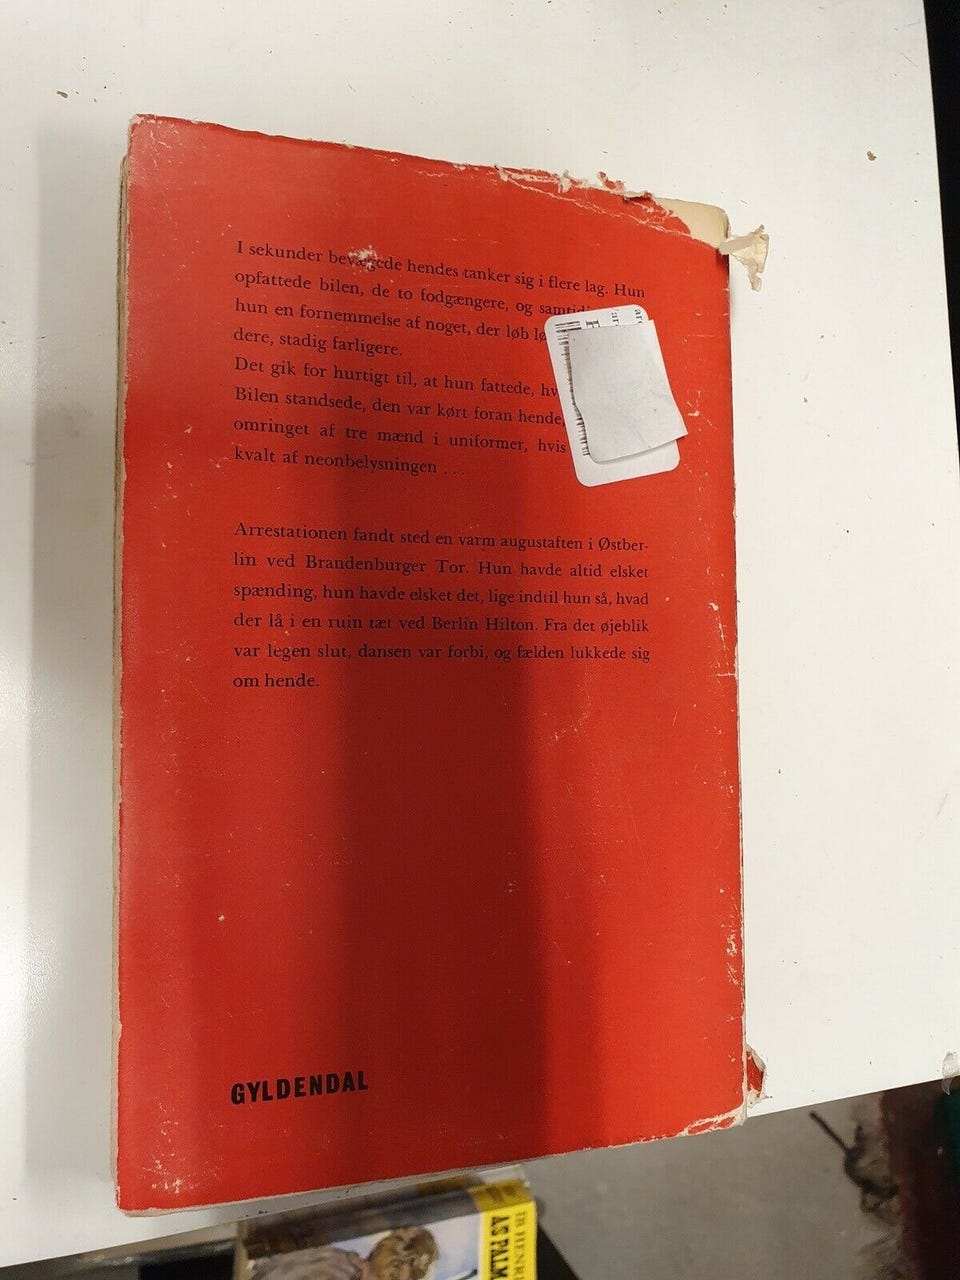 I sekunder bevægede hendes tanker sig i flere lag. Hun
opfattede bilen, de to fodgængere, og samtidi
hun en fornemmelse af noget, der løb
dere, stadig farligere.
Det gik for hurtigt til, at hun fattede,
Bilen standsede, den var kørt foran hende,
omringet af tre mænd i uniformer, hvis
kvalt af neonbelysningen ...
Arrestationen fandt sted en varm augustaften i Østber-
lin ved Brandenburger Tor. Hun havde altid elsket
spænding, hun havde elsket det, lige indtil hun så, hvad
der lå i en ruin tæt ved Berlin Hilton. Fra det øjeblik
var legen slut, dansen var forbi, og fælden lukkede sig
om hende.
GYLDENDAL
IB HENRI
AS PALM